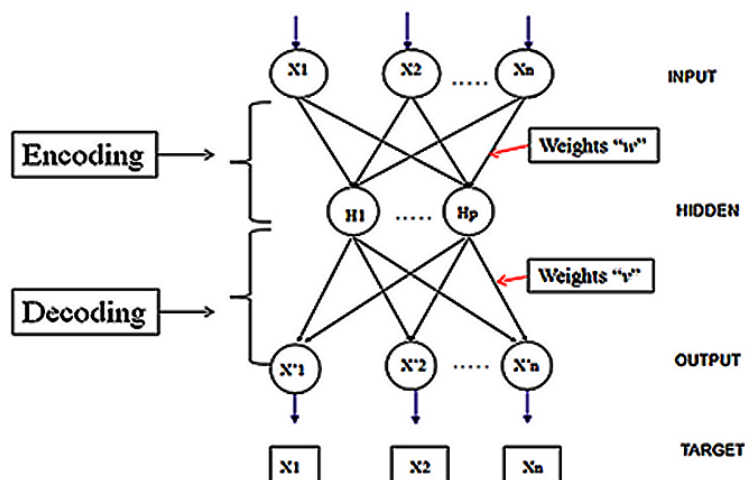 X1 X2 ..... Xn INPUT
Encoding
Weights "w"
H1 ..... Hp HIDDEN
Weights "v"
Decoding
X'1 X'2 ..... X'n OUTPUT
X1 X2 Xn TARGET